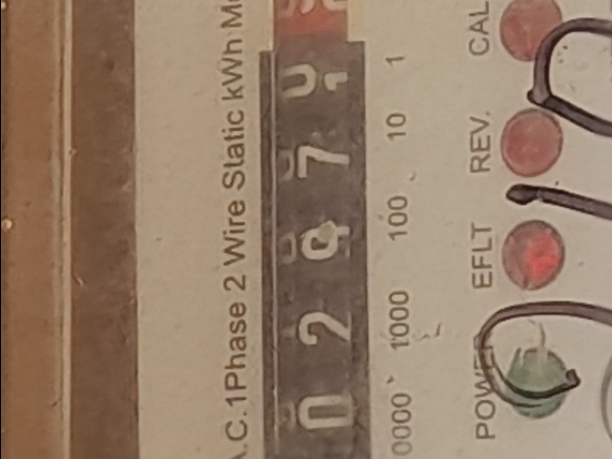 A.C.1Phase 2 Wire Static kWh
0 2 9 7
0000 1000 100 10 1
POWER EFLT REV. CAL